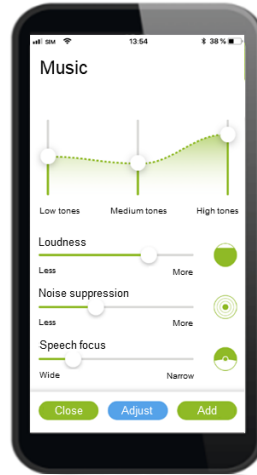 SIM 13:54 38 %
Music
Low tones Medium tones High tones
Loudness
Less More
Noise suppression
Less More
Speech focus
Wide Narrow
Close Adjust Add